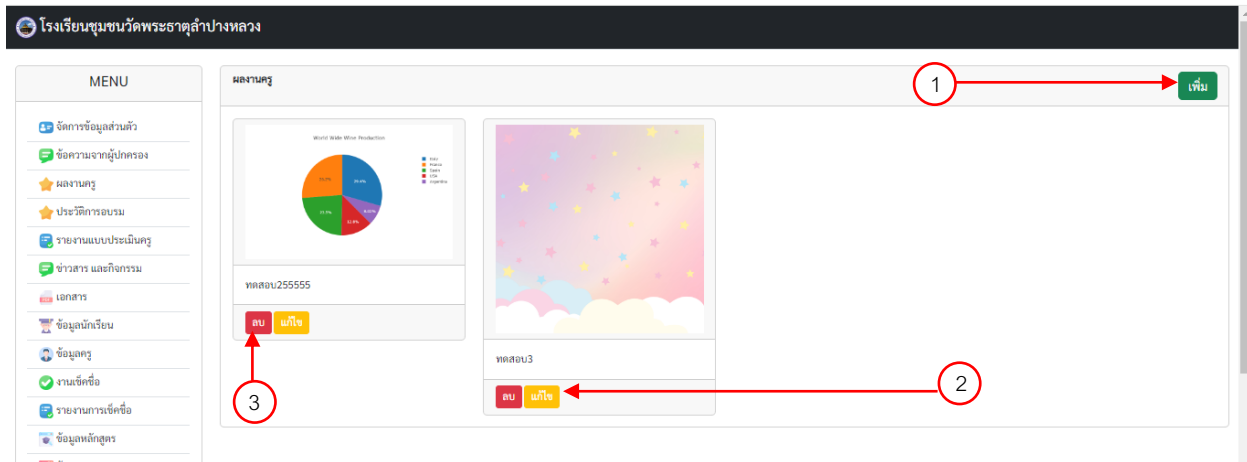 โรงเรียนชุมชนวัดพระธาตุลำปางหลวง
MENU
จัดการข้อมูลส่วนตัว
ข้อความจากผู้ปกครอง
ผลงานครู
ประวัติการอบรม
รายงานแบบประเมินครู
ข่าวสาร และกิจกรรม
เอกสาร
ข้อมูลนักเรียน
ข้อมูลครู
งานเช็คชื่อ
รายงานการเช็คชื่อ
ข้อมูลหลักสูตร
ผลงานครู
1
เพิ่ม
World Wide Wine Production
Italy
France
Spain
USA
Argentina
ทดสอบ255555
ลบ แก้ไข
3
ทดสอบ3
ลบ แก้ไข
2